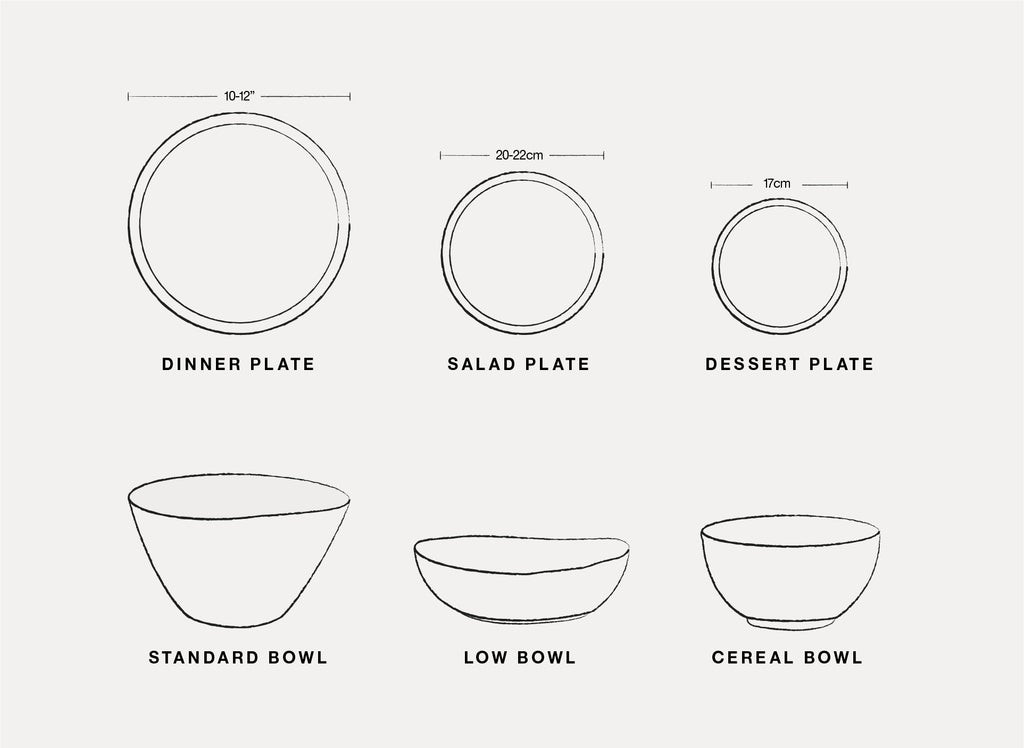 10-12”
20-22cm
17cm
DINNER PLATE
SALAD PLATE
DESSERT PLATE
STANDARD BOWL
LOW BOWL
CEREAL BOWL